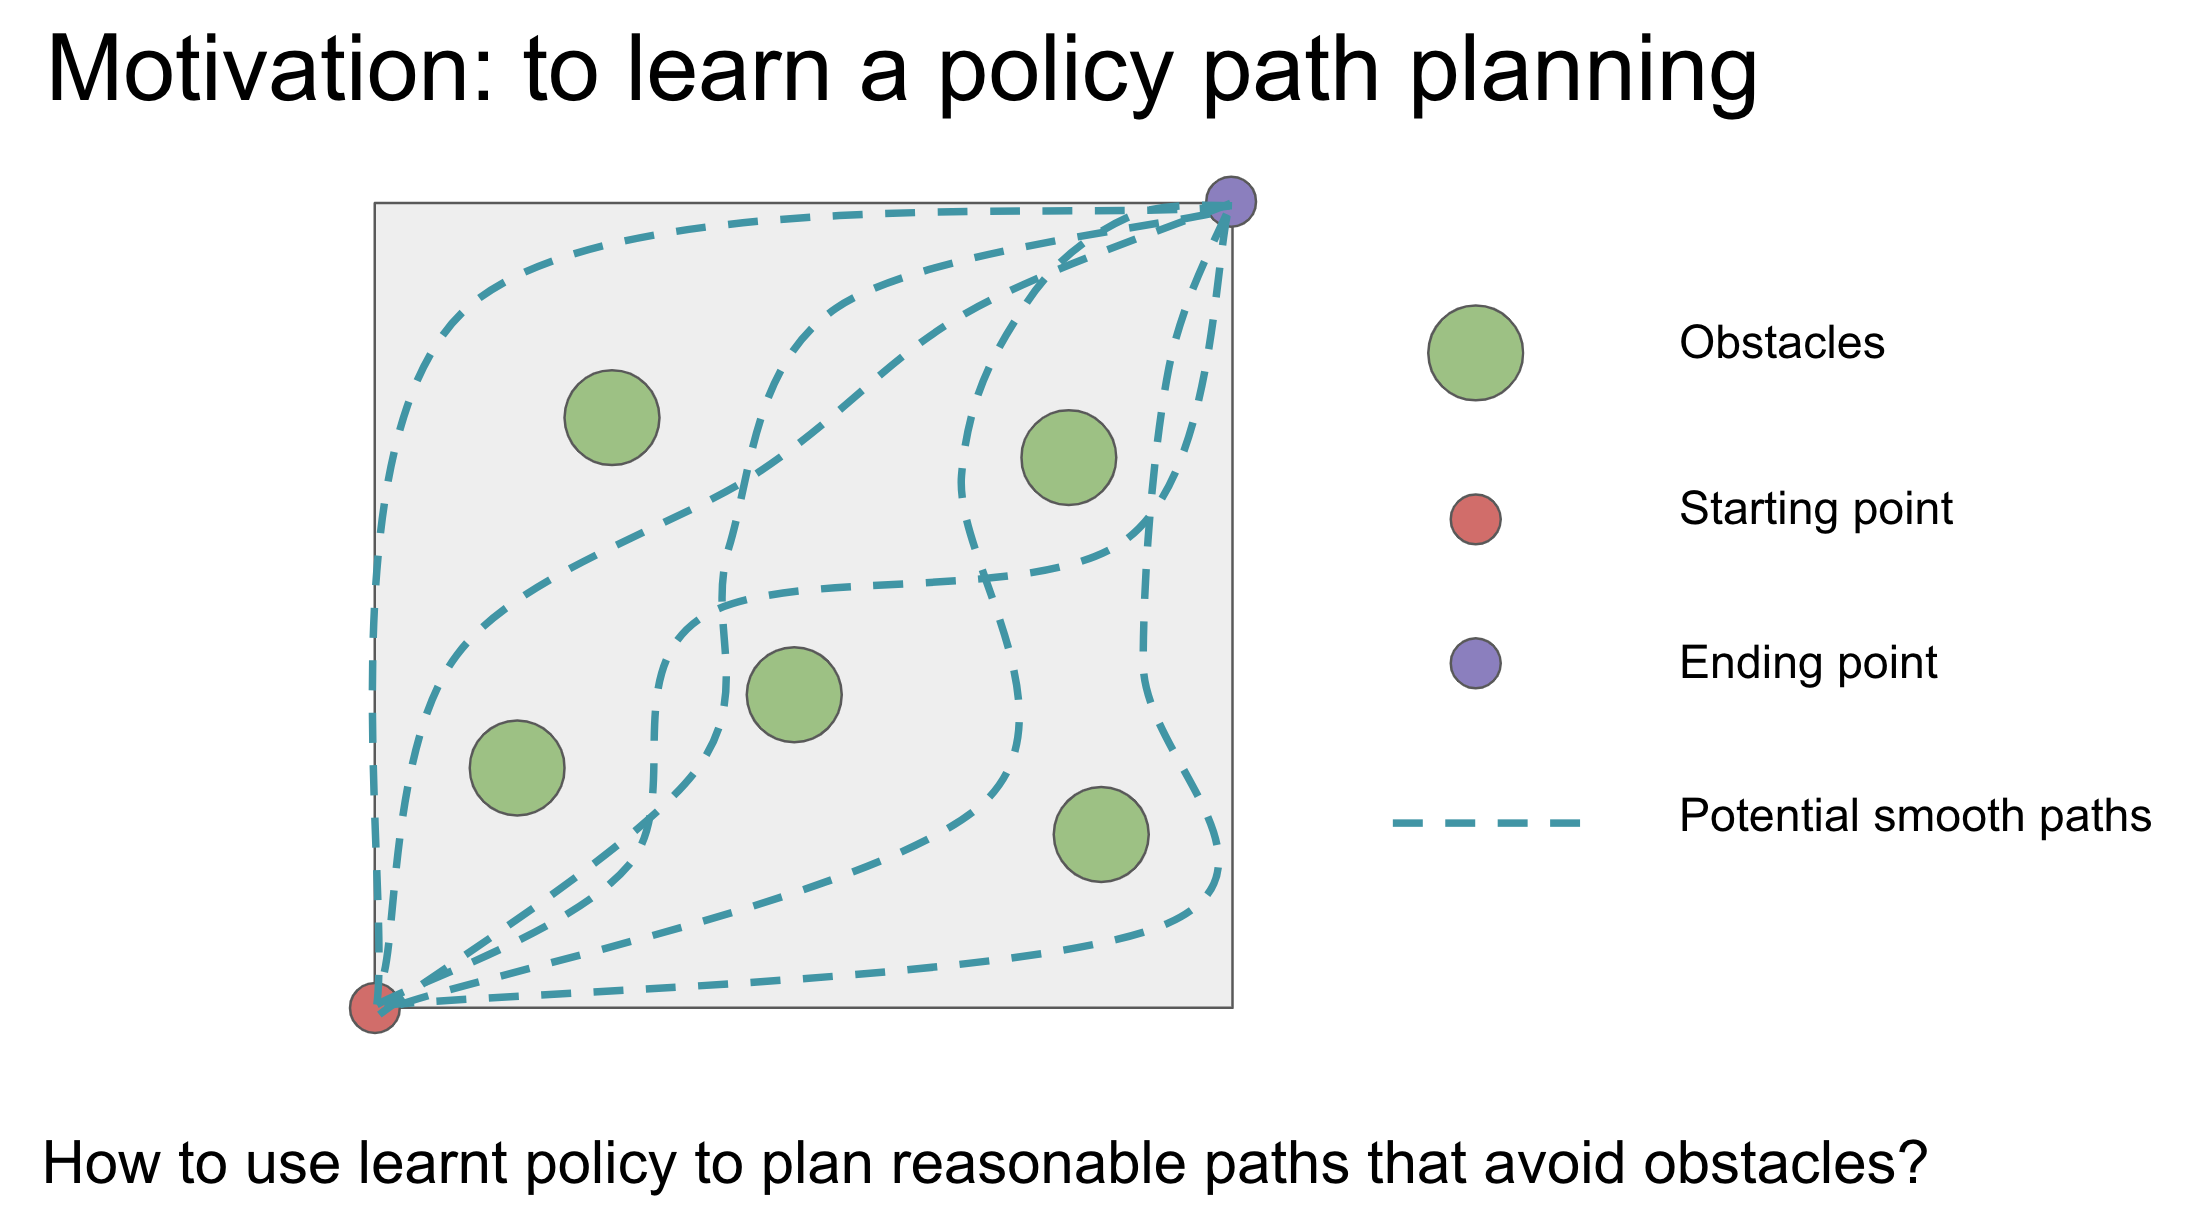 Motivation: to learn a policy path planning
Obstacles
Starting point
Ending point
Potential smooth paths
How to use learnt policy to plan reasonable paths that avoid obstacles?